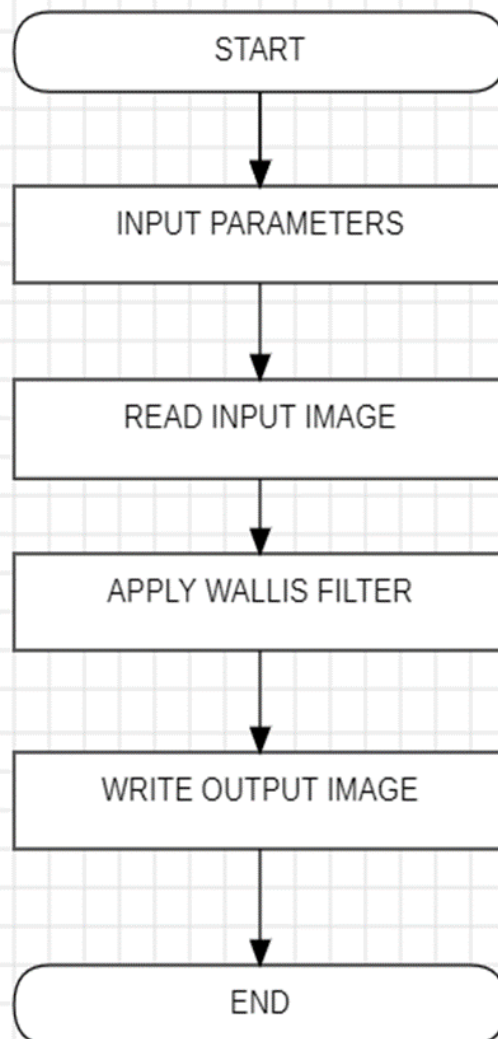 START
INPUT PARAMETERS
READ INPUT IMAGE
APPLY WALLIS FILTER
WRITE OUTPUT IMAGE
END